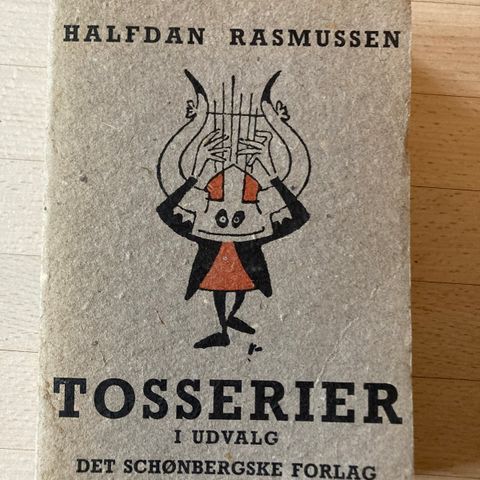 HALFDAN RASMUSSEN
TOSSERIER
I UDVALG
DET SCHØNBERGSKE FORLAG